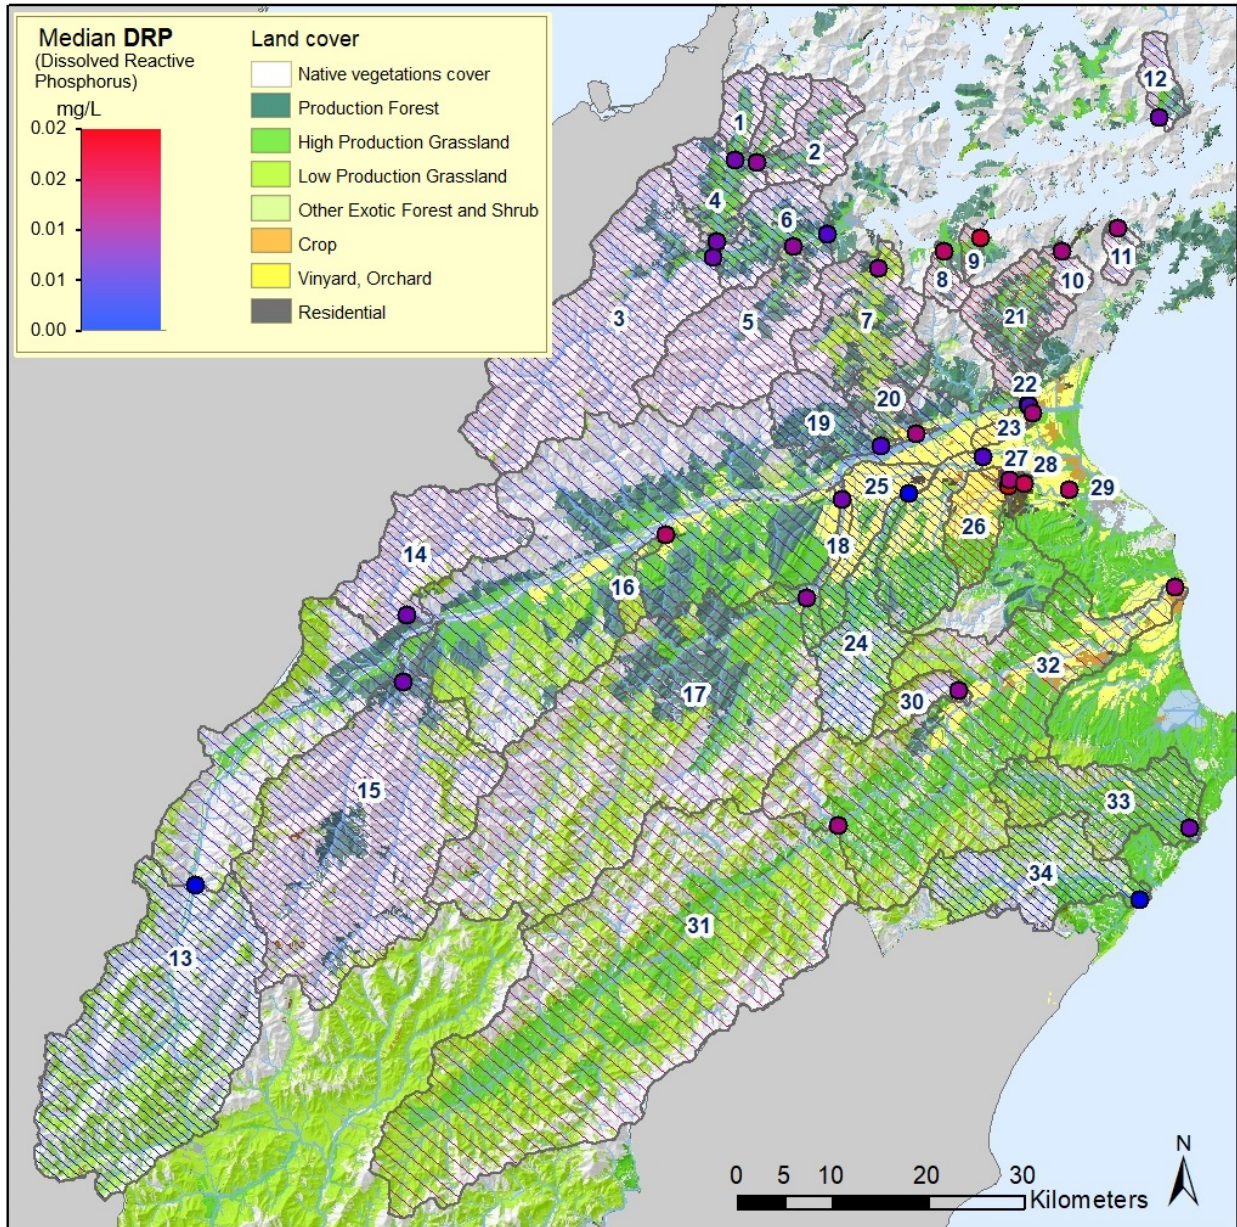 Median DRP
(Dissolved Reactive
Phosphorus)
mg/L
0.02
0.02
0.01
0.01
0.00
Land cover
Native vegetations cover
Production Forest
High Production Grassland
Low Production Grassland
Other Exotic Forest and Shrub
Crop
Vinyard, Orchard
Residential
12
1
2
4
6
11
9
10
8
3
5
7
21
20
22
19
23
27
28
25
29
26
18
14
16
24
32
17
30
15
33
34
31
13
N
0 5 10 20 30
Kilometers